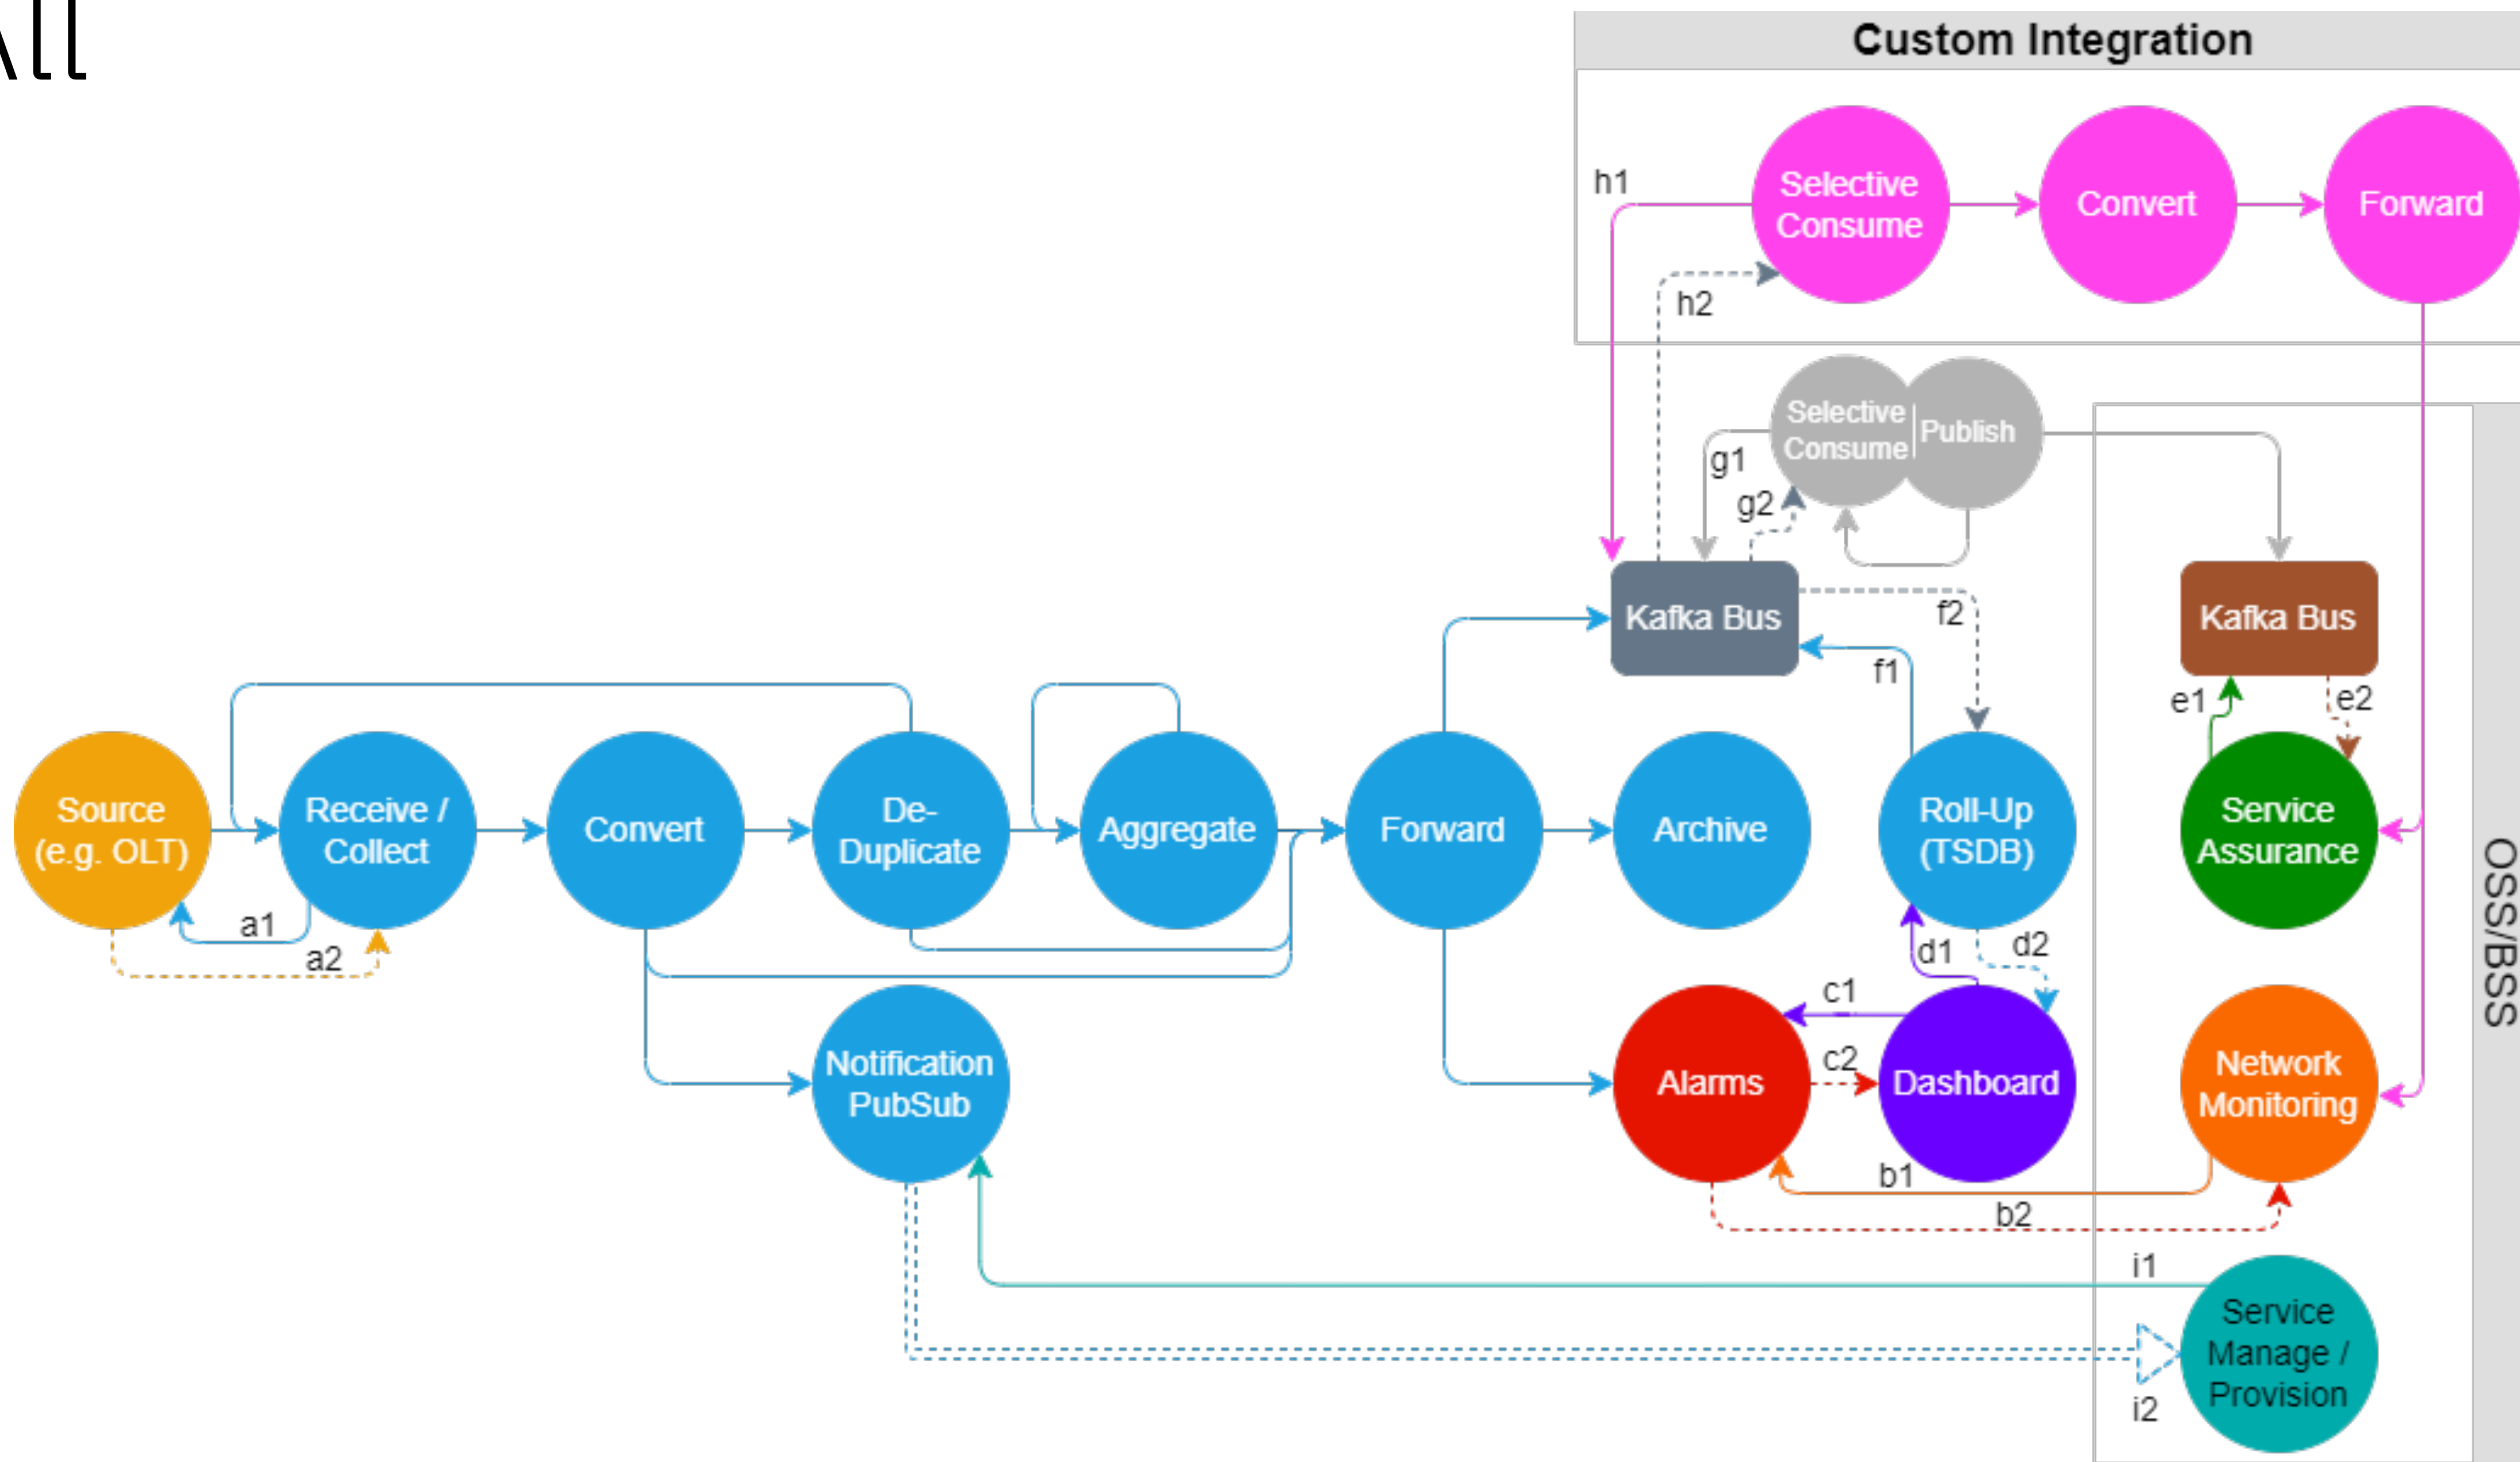 All
Custom Integration
h1
Selective
Consume
Convert
Forward
h2
Selective
Consume
Publish
g1
g2
Kafka Bus
f2
f1
Kafka Bus
e1
e2
Source
(e.g. OLT)
Receive /
Collect
Convert
De-
Duplicate
Aggregate
Forward
Archive
Roll-Up
(TSDB)
Service
Assurance
OSS/BSS
a1
a2
d1
d2
c1
c2
Notification
PubSub
Alarms
Dashboard
Network
Monitoring
b1
b2
i1
Service
Manage /
Provision
i2